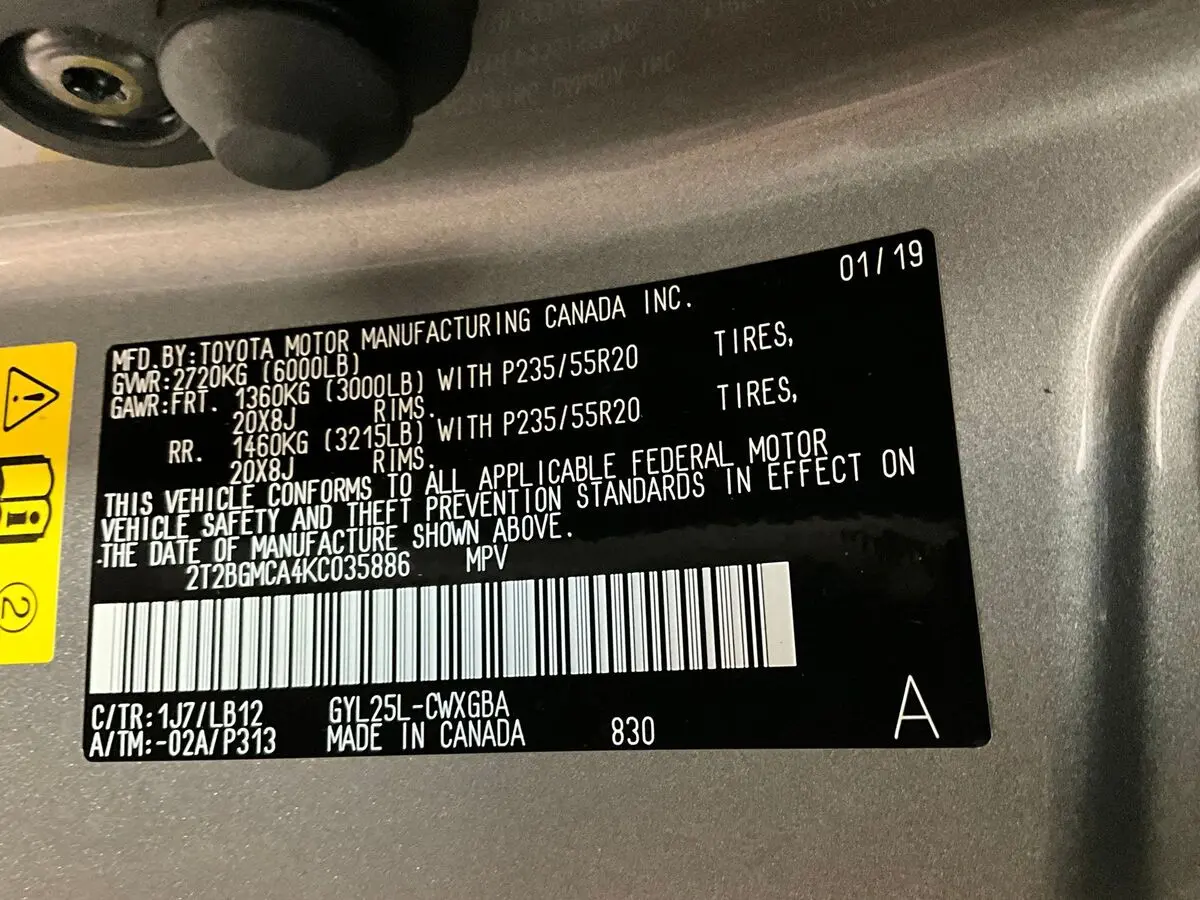 01/19
MFD.BY:TOYOTA MOTOR MANUFACTURING CANADA INC.
GVWR:2720KG (6000LB)
GAWR:FRT. 1360KG (3000LB) WITH P235/55R20 TIRES,
20X8J RIMS.
RR. 1460KG (3215LB) WITH P235/55R20 TIRES,
20X8J RIMS.
THIS VEHICLE CONFORMS TO ALL APPLICABLE FEDERAL MOTOR
VEHICLE SAFETY AND THEFT PREVENTION STANDARDS IN EFFECT ON
THE DATE OF MANUFACTURE SHOWN ABOVE.
2T2BGMCA4KC035886 MPV
C/TR:1J7/LB12 GYL25L-CWXGBA
A/TM:-02A/P313 MADE IN CANADA 830 A
2